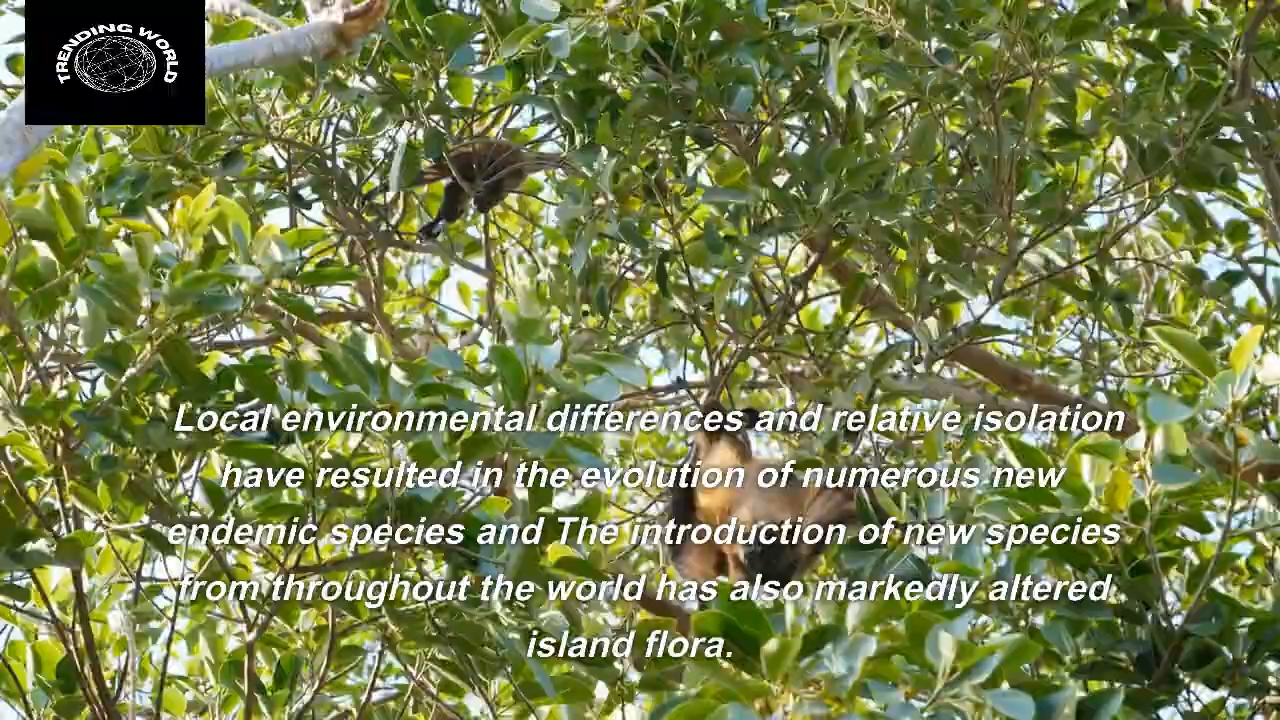 TRENDING WORLD
Local environmental differences and relative isolation
have resulted in the evolution of numerous new
endemic species and The introduction of new species
from throughout the world has also markedly altered
island flora.